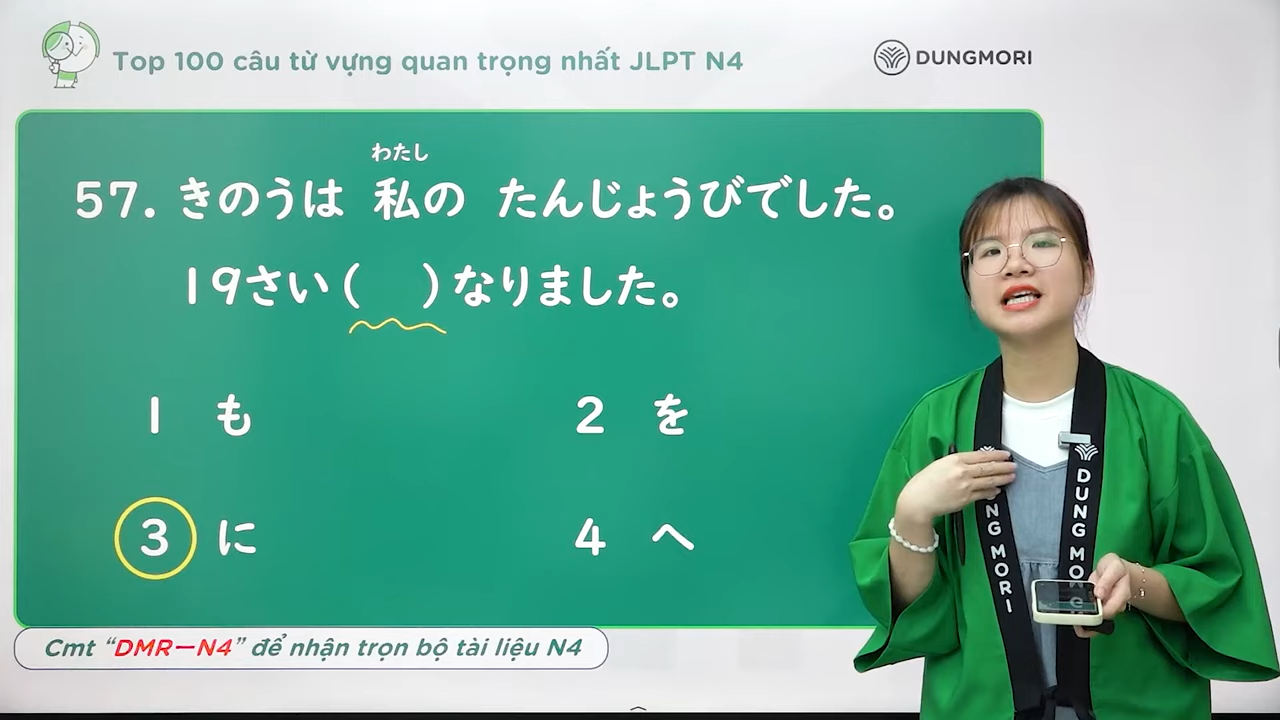 Top 100 câu từ vựng quan trọng nhất JLPT N4
DUNGMORI
わたし
57. きのうは 私の たんじょうびでした。
19さい( )なりました。
1 も
2 を
3 に
4 へ
Cmt “DMR－N4” để nhận trọn bộ tài liệu N4
NG MORI
DUNG MO